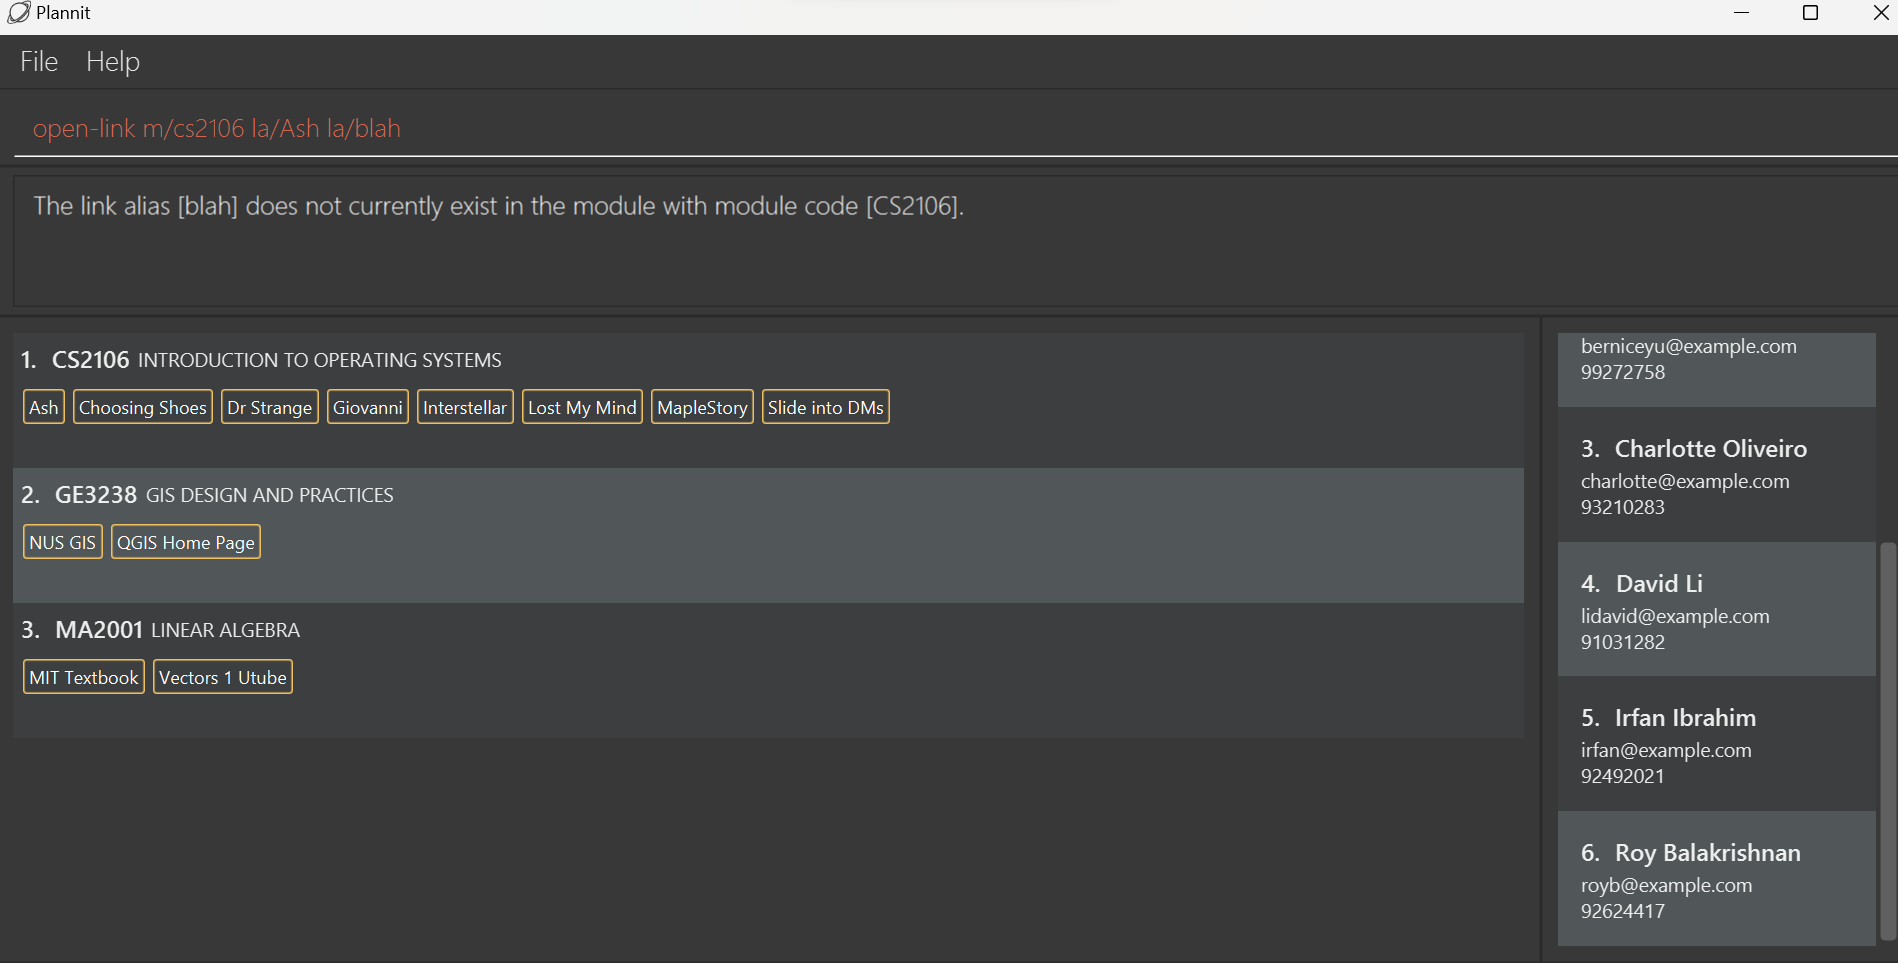 Plannit
File Help
open-link m/cs2106 la/Ash la/blah
The link alias [blah] does not currently exist in the module with module code [CS2106].
1. CS2106 INTRODUCTION TO OPERATING SYSTEMS
Ash Choosing Shoes Dr Strange Giovanni Interstellar Lost My Mind MapleStory Slide into DMs
2. GE3238 GIS DESIGN AND PRACTICES
NUS GIS QGIS Home Page
3. MA2001 LINEAR ALGEBRA
MIT Textbook Vectors 1 Utube
berniceyu@example.com
99272758
3. Charlotte Oliveiro
charlotte@example.com
93210283
4. David Li
lidavid@example.com
91031282
5. Irfan Ibrahim
irfan@example.com
92492021
6. Roy Balakrishnan
royb@example.com
92624417